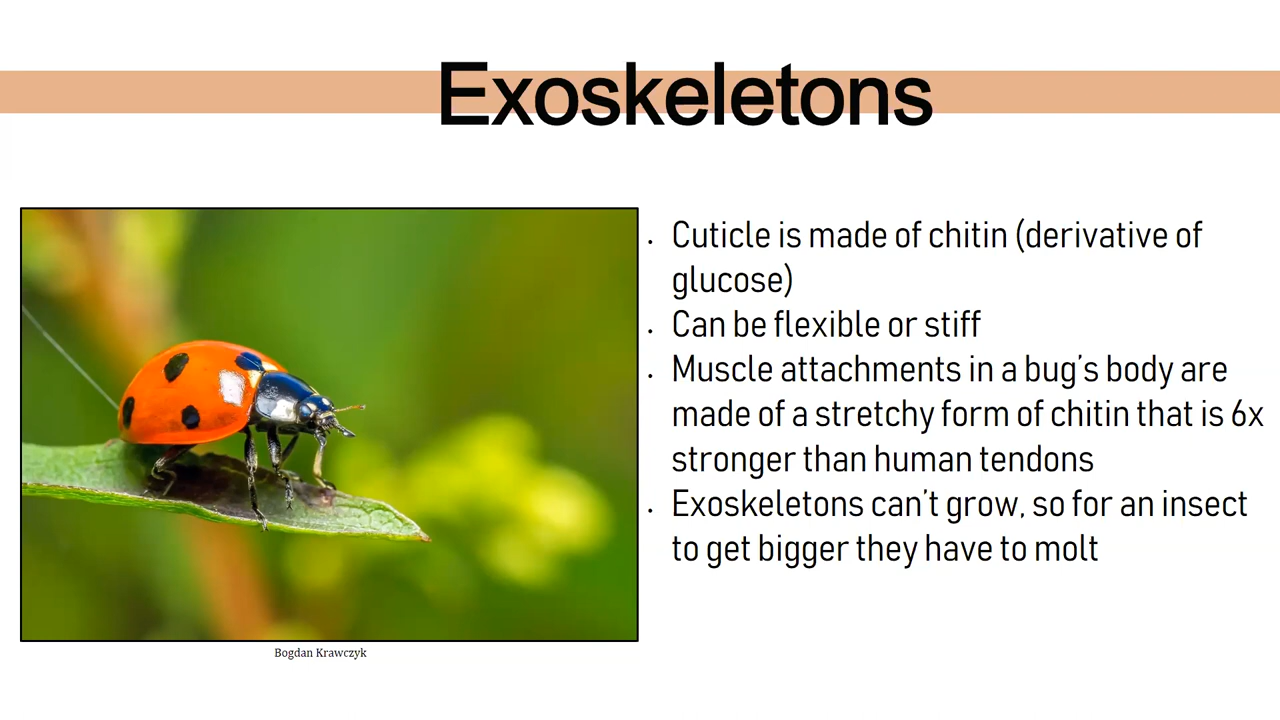 Exoskeletons
• Cuticle is made of chitin (derivative of
glucose)
• Can be flexible or stiff
• Muscle attachments in a bug's body are
made of a stretchy form of chitin that is 6x
stronger than human tendons
• Exoskeletons can't grow, so for an insect
to get bigger they have to molt
Bogdan Krawczyk